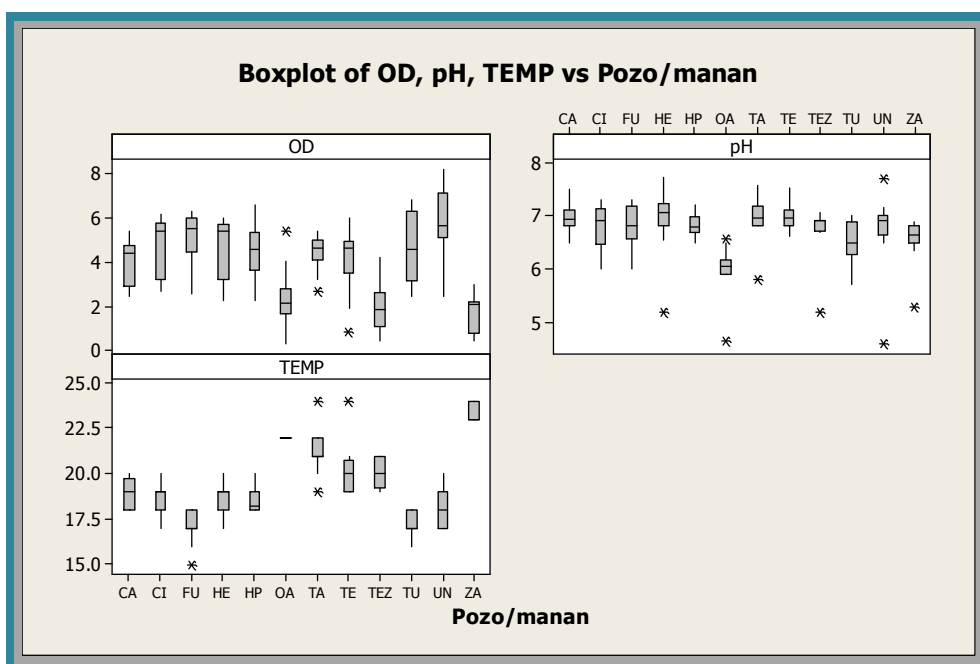 Boxplot of OD, pH, TEMP vs Pozo/manan
CA CI FU HE HP OA TA TE TEZ TU UN ZA
OD
pH
8
6
4
2
0
8
7
6
5
TEMP
25.0
22.5
20.0
17.5
15.0
CA CI FU HE HP OA TA TE TEZ TU UN ZA
Pozo/manan